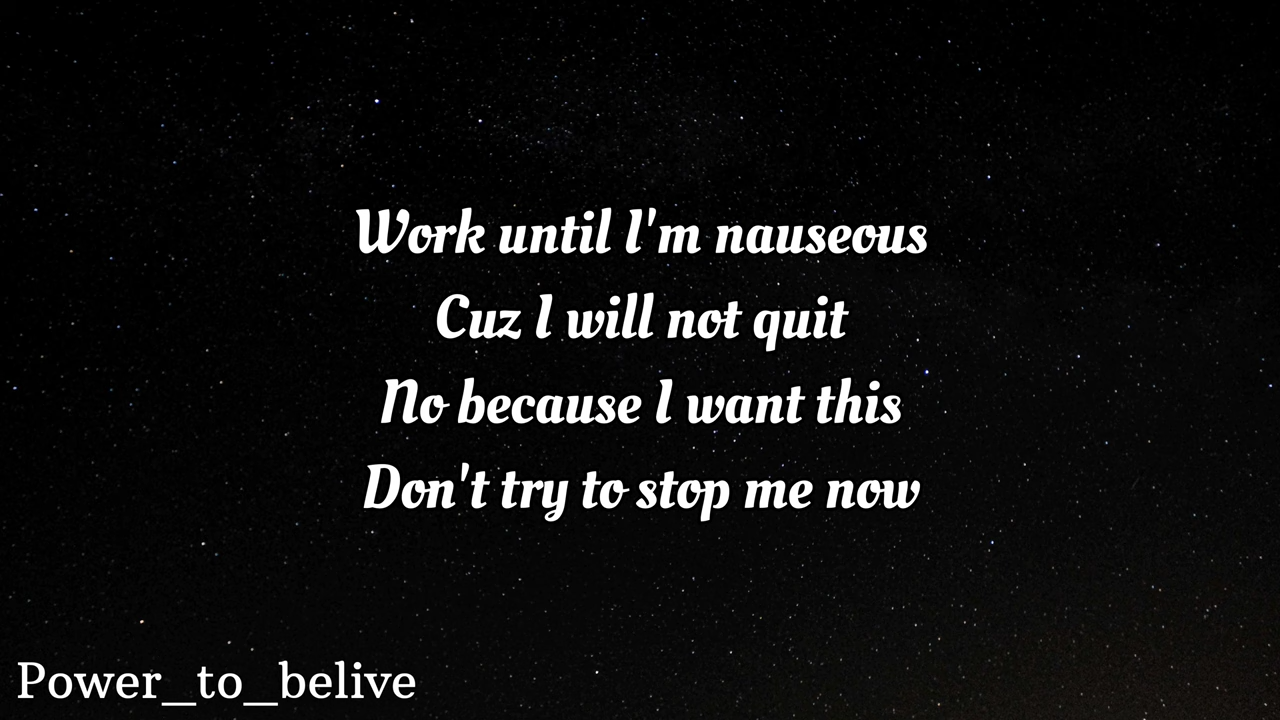 Work until I'm nauseous
Cuz I will not quit
No because I want this
Don't try to stop me now
Power_to_belive